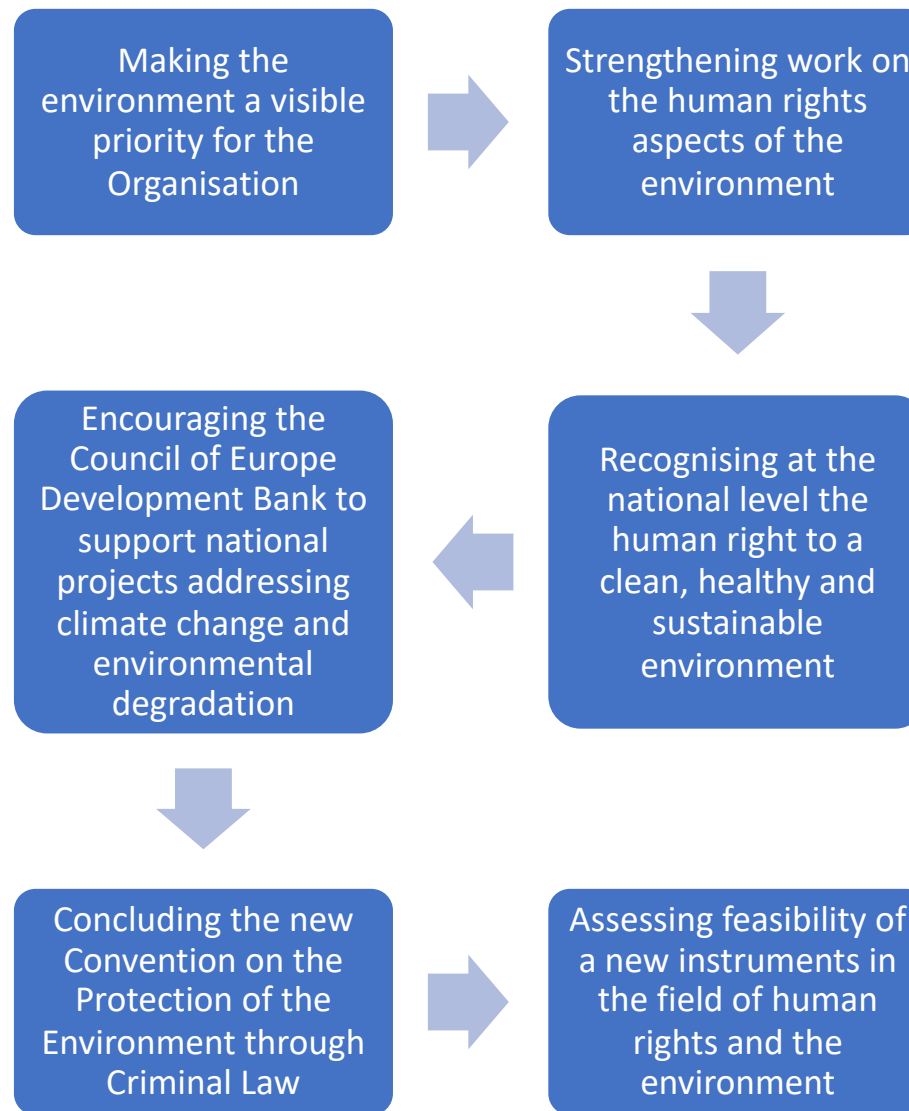 Making the
environment a visible
priority for the
Organisation
Strengthening work on
the human rights
aspects of the
environment
Recognising at the
national level the
human right to a
clean, healthy and
sustainable
environment
Encouraging the
Council of Europe
Development Bank to
support national
projects addressing
climate change and
environmental
degradation
Concluding the new
Convention on the
Protection of the
Environment through
Criminal Law
Assessing feasibility of
a new instruments in
the field of human
rights and the
environment